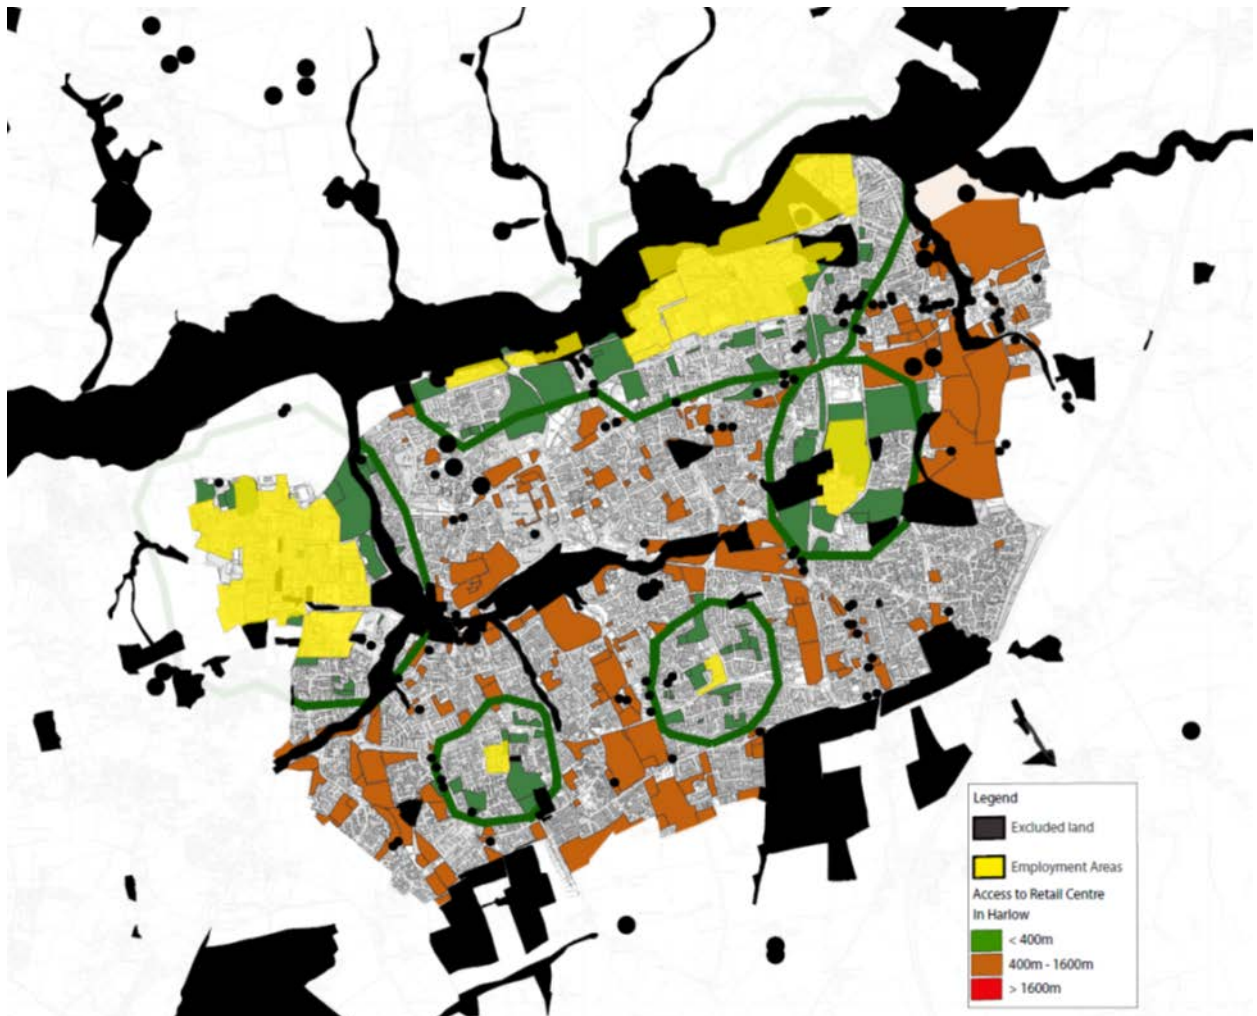 Legend
Excluded land
Employment Areas
Access to Retail Centre
In Harlow
< 400m
400m - 1600m
> 1600m